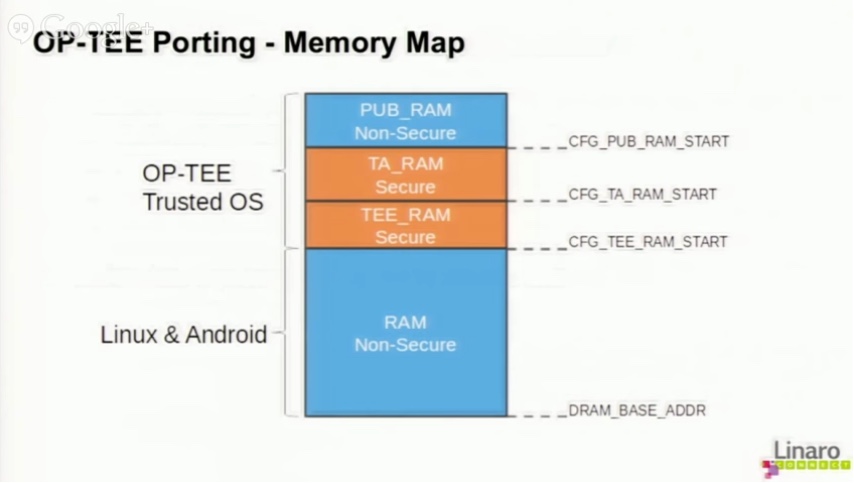 Google+
OP-TEE Porting - Memory Map
PUB_RAM
Non-Secure
CFG_PUB_RAM_START
TA_RAM
Secure
CFG_TA_RAM_START
OP-TEE
Trusted OS
TEE_RAM
Secure
CFG_TEE_RAM_START
RAM
Non-Secure
Linux & Android
DRAM_BASE_ADDR
Linaro
CONNECT